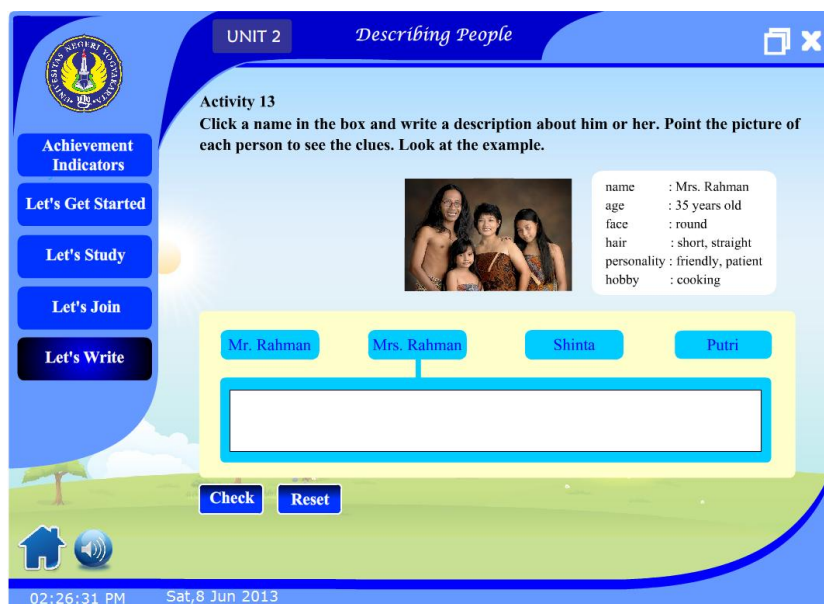 UNIVERSITAS NEGERI YOGYAKARTA
UNIT 2
Describing People
Achievement
Indicators
Let's Get Started
Let's Study
Let's Join
Let's Write
Activity 13
Click a name in the box and write a description about him or her. Point the picture of
each person to see the clues. Look at the example.
name : Mrs. Rahman
age : 35 years old
face : round
hair : short, straight
personality : friendly, patient
hobby : cooking
Mr. Rahman
Mrs. Rahman
Shinta
Putri
Check
Reset
02:26:31 PM
Sat,8 Jun 2013